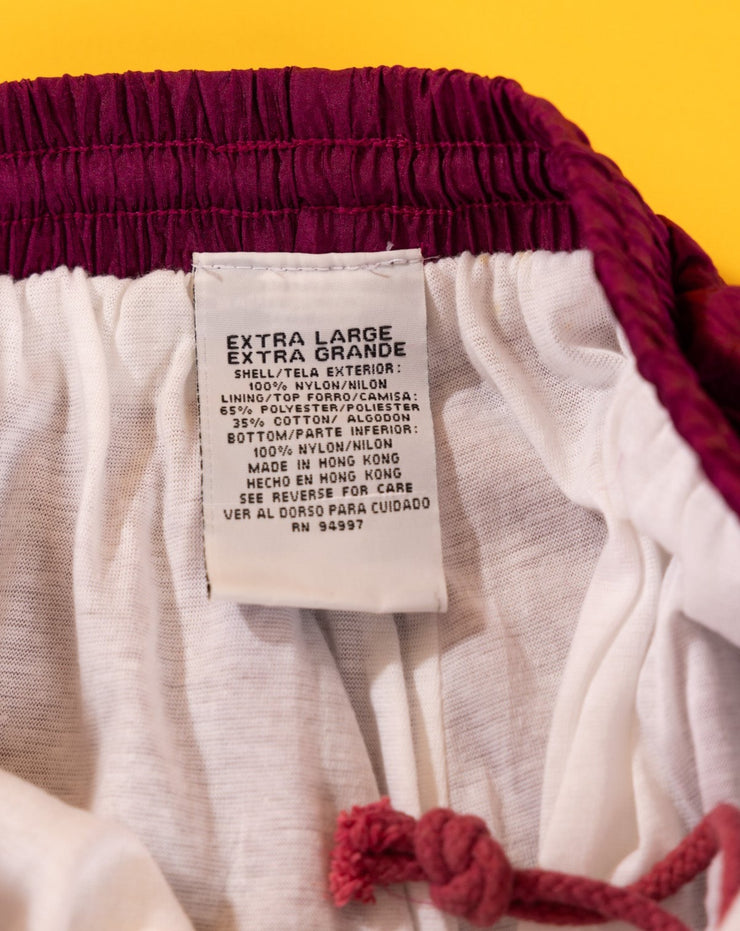 EXTRA LARGE
EXTRA GRANDE
SHELL/TELA EXTERIOR:
100% NYLON/NILON
LINING/TOP FORRO/CAMISA:
65% POLYESTER/POLIESTER
35% COTTON/ ALGODON
BOTTOM/PARTE INFERIOR:
100% NYLON/NILON
MADE IN HONG KONG
HECHO EN HONG KONG
SEE REVERSE FOR CARE
VER AL DORSO PARA CUIDADO
RN 94997